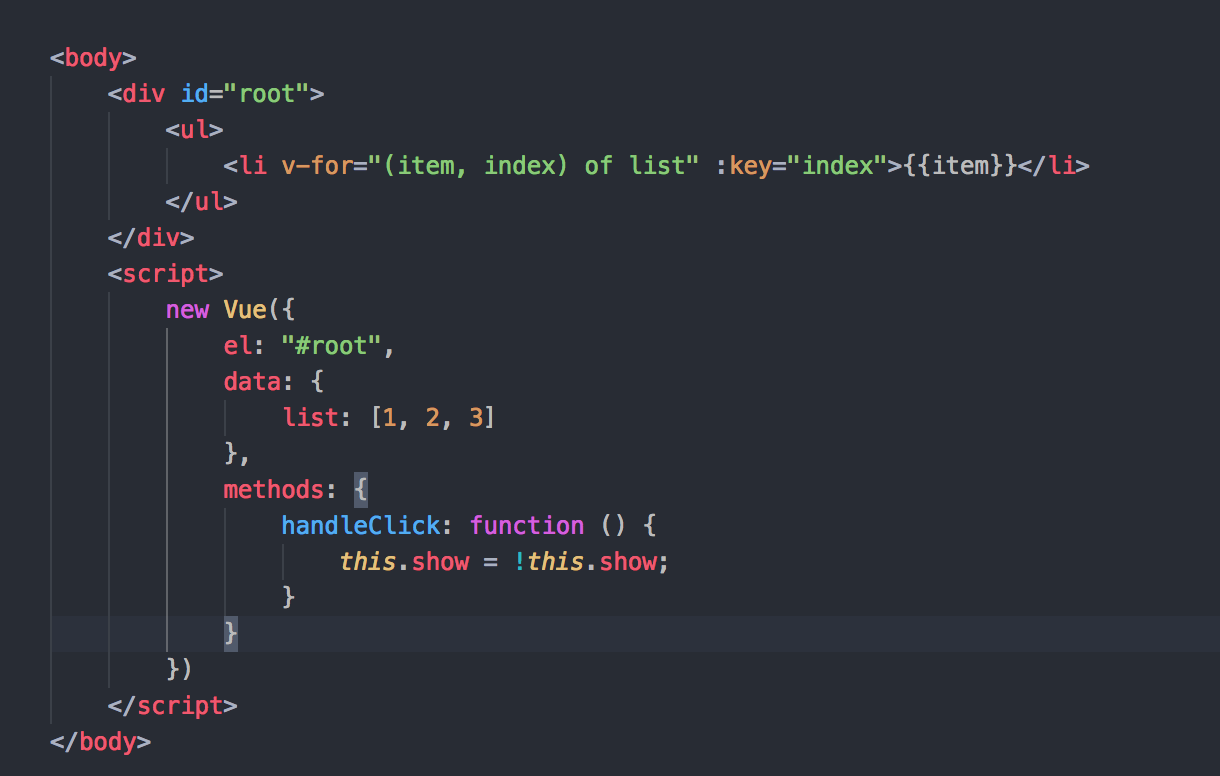 <body>
    <div id="root">
        <ul>
            <li v-for="(item, index) of list" :key="index">{{item}}</li>
        </ul>
    </div>
    <script>
        new Vue({
            el: "#root",
            data: {
                list: [1, 2, 3]
            },
            methods: {
                handleClick: function () {
                    this.show = !this.show;
                }
            }
        })
    </script>
</body>